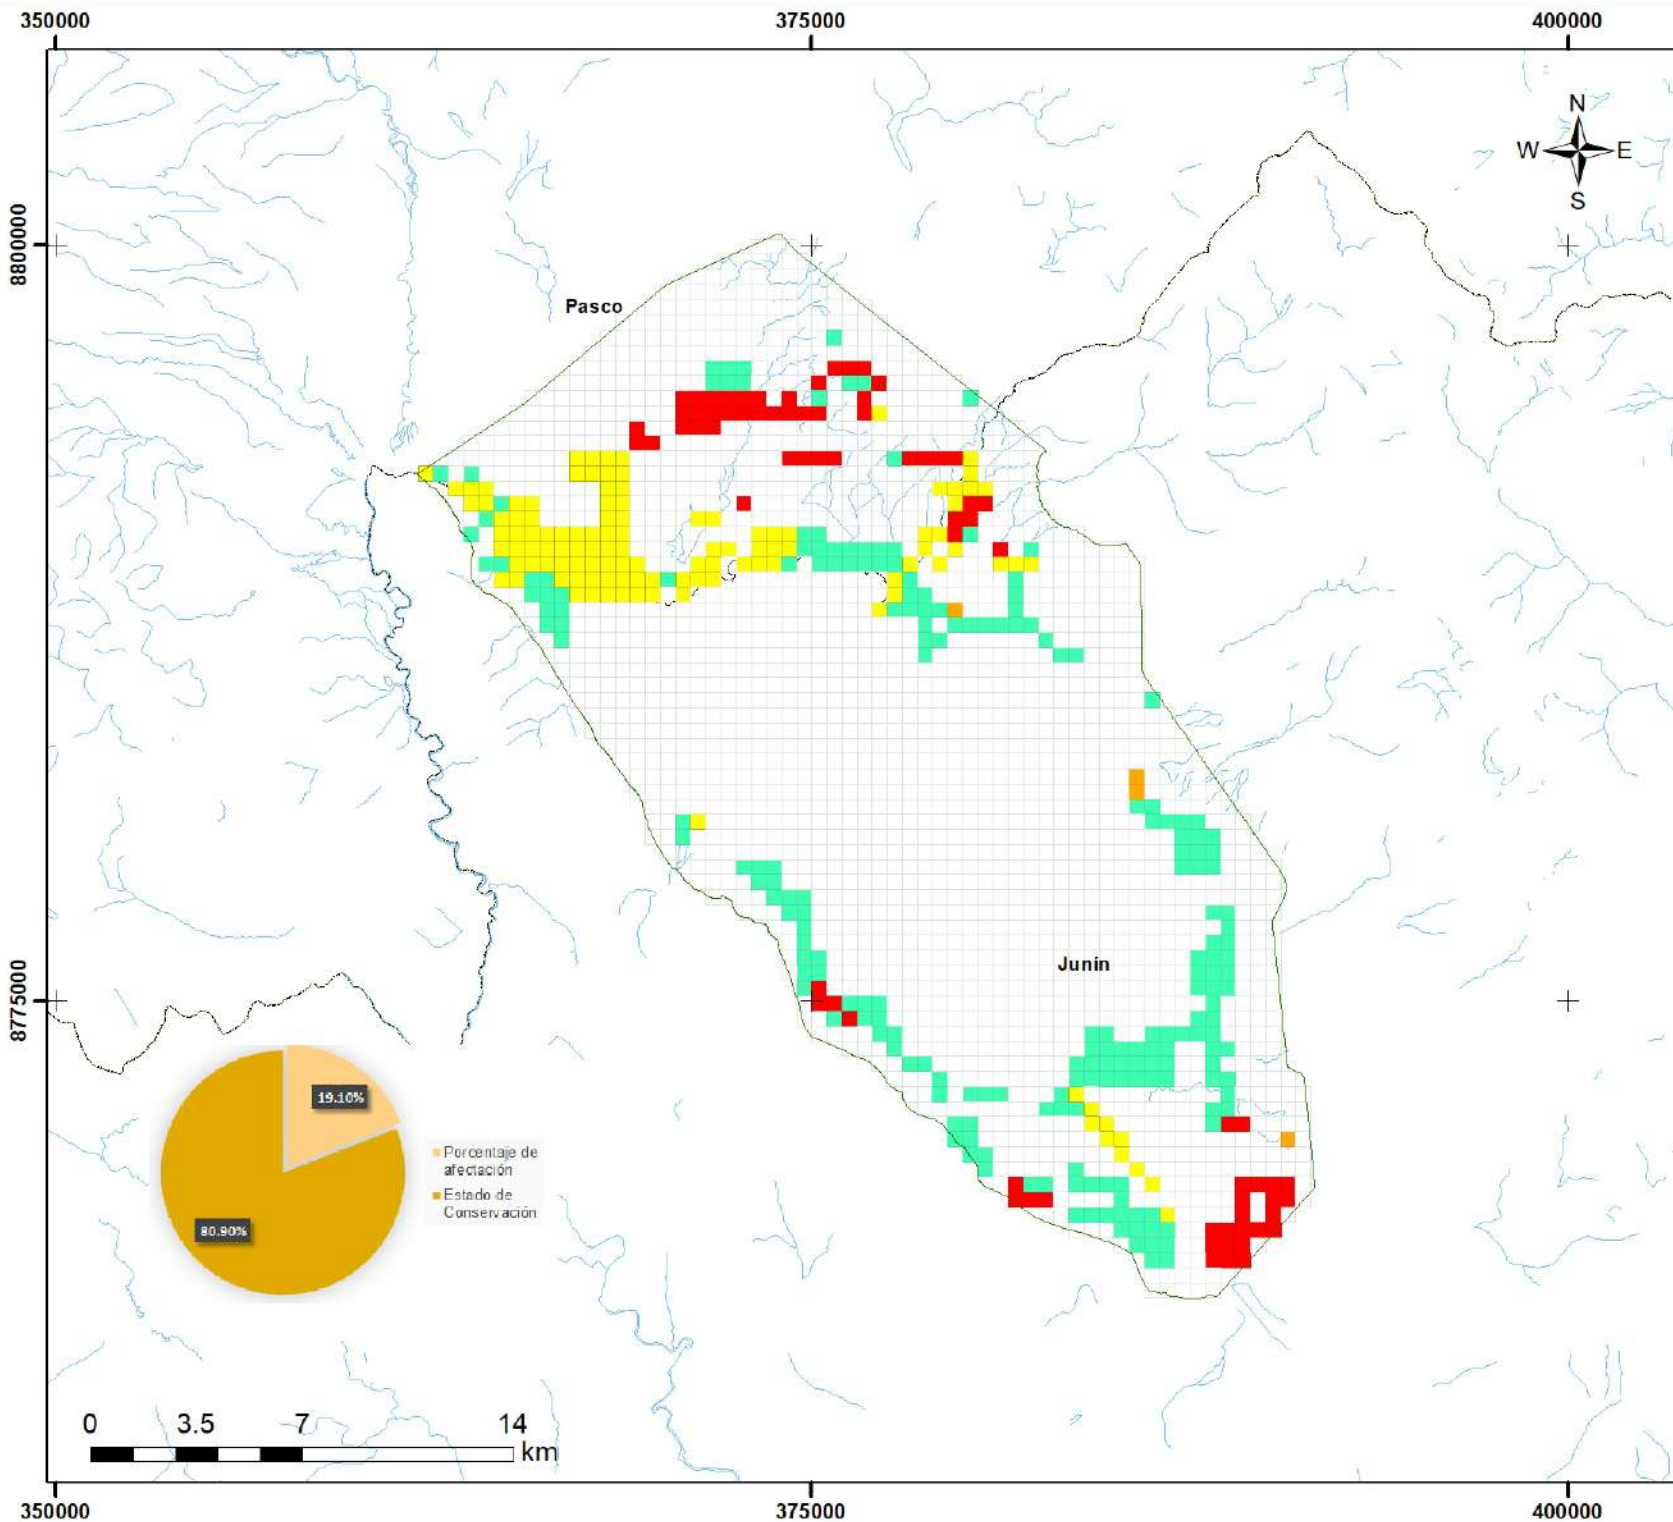 350000 375000 400000
N
W E
S
8800000
Pasco
Junín
8775000
19.10%
80.90%
Porcentaje de
afectación
Estado de
Conservación
0 3.5 7 14
km
350000 375000 400000